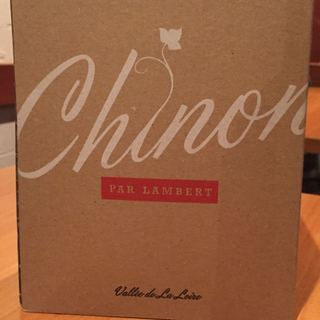 Chinon
PAR LAMBERT
Vallée de La Loire